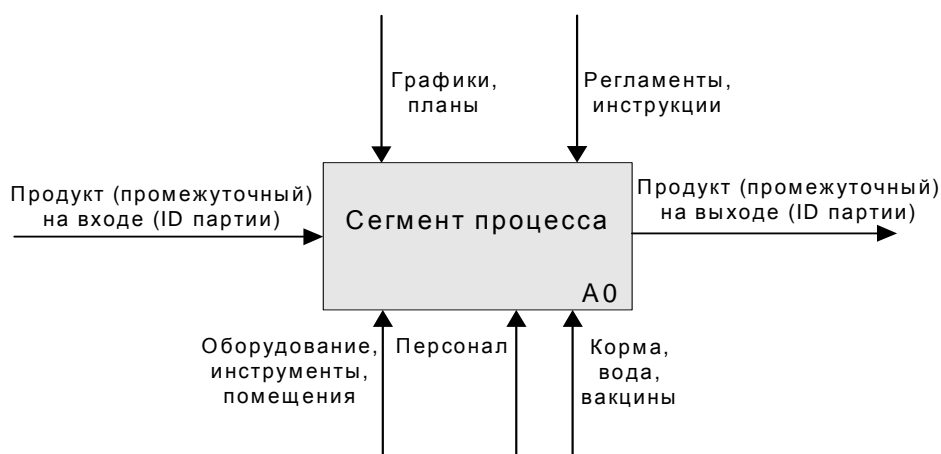 Графики,
планы
Регламенты,
инструкции
Продукт (промежуточный)
на входе (ID партии)
Сегмент процесса
A0
Продукт (промежуточный)
на выходе (ID партии)
Оборудование,
инструменты,
помещения
Персонал
Корма,
вода,
вакцины